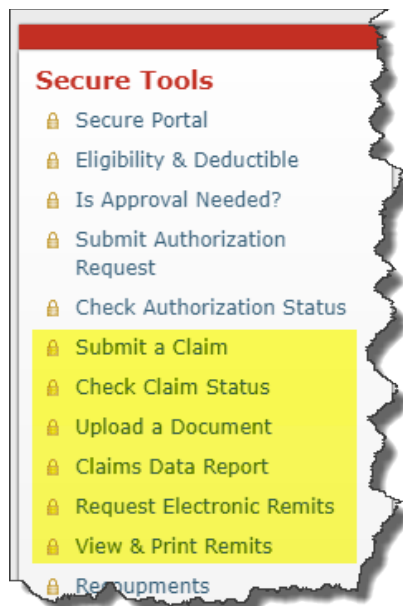 Secure Tools
Secure Portal
Eligibility & Deductible
Is Approval Needed?
Submit Authorization
Request
Check Authorization Status
Submit a Claim
Check Claim Status
Upload a Document
Claims Data Report
Request Electronic Remits
View & Print Remits
Recoupments